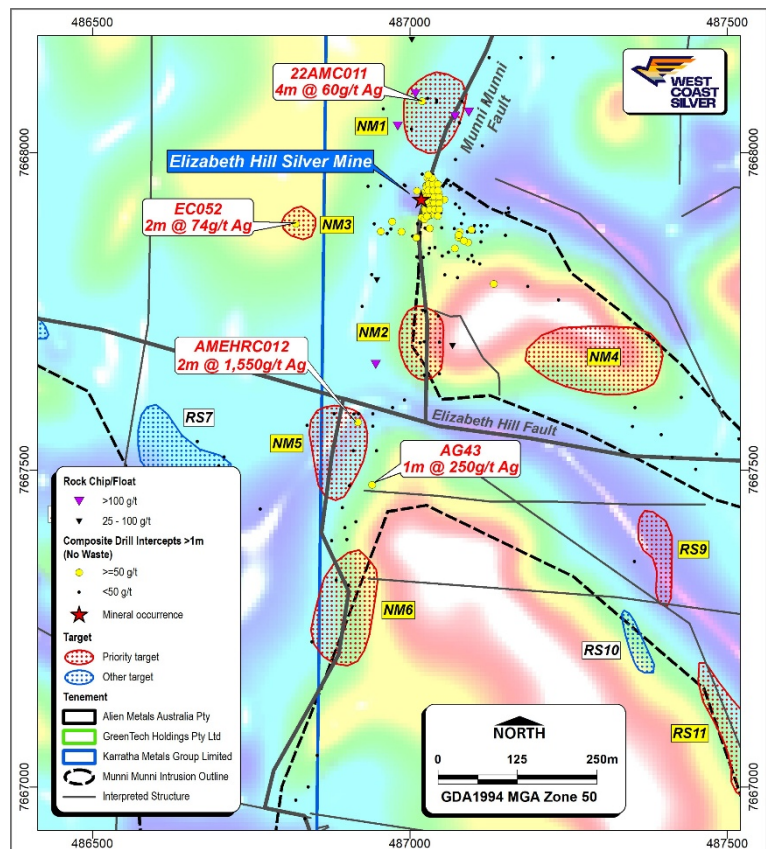 486500
487000
487500
7668000
7667500
7667000
7668000
7667500
7667000
486500
487000
487500
WEST
COAST
SILVER
22AMC011
4m @ 60g/t Ag
NM1
Munni Munni
Fault
Elizabeth Hill Silver Mine
EC052
2m @ 74g/t Ag
NM3
NM2
NM4
AMEHRC012
2m @ 1,550g/t Ag
RS7
NM5
Elizabeth Hill Fault
AG43
1m @ 250g/t Ag
RS9
NM6
RS10
RS11
Rock Chip/Float
>100 g/t
25 - 100 g/t
Composite Drill Intercepts >1m
(No Waste)
>=50 g/t
<50 g/t
Mineral occurrence
Target
Priority target
Other target
Tenement
Alien Metals Australia Pty
GreenTech Holdings Pty Ltd
Karratha Metals Group Limited
Munni Munni Intrusion Outline
Interpreted Structure
NORTH
0 125 250m
GDA1994 MGA Zone 50